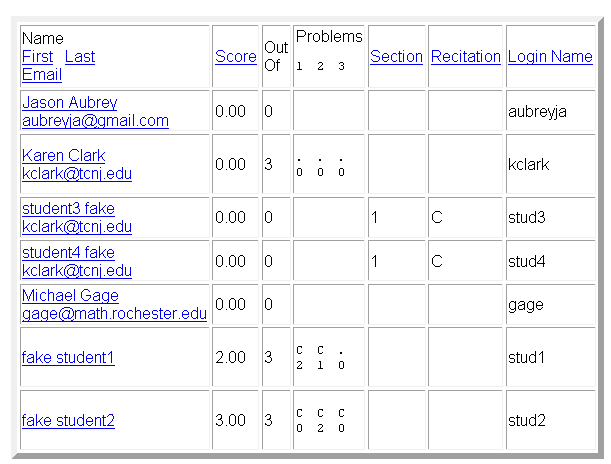 Name
First Last
Email
Score
Out
Of
Problems
1 2 3
Section
Recitation
Login Name
Jason Aubrey
aubreyja@gmail.com
0.00
0
aubreyja
Karen Clark
kclark@tcnj.edu
0.00
3
. . .
0 0 0
kclark
student3 fake
kclark@tcnj.edu
0.00
0
1
C
stud3
student4 fake
kclark@tcnj.edu
0.00
0
1
C
stud4
Michael Gage
gage@math.rochester.edu
0.00
0
gage
fake student1
2.00
3
C C .
2 1 0
stud1
fake student2
3.00
3
C C C
0 2 0
stud2